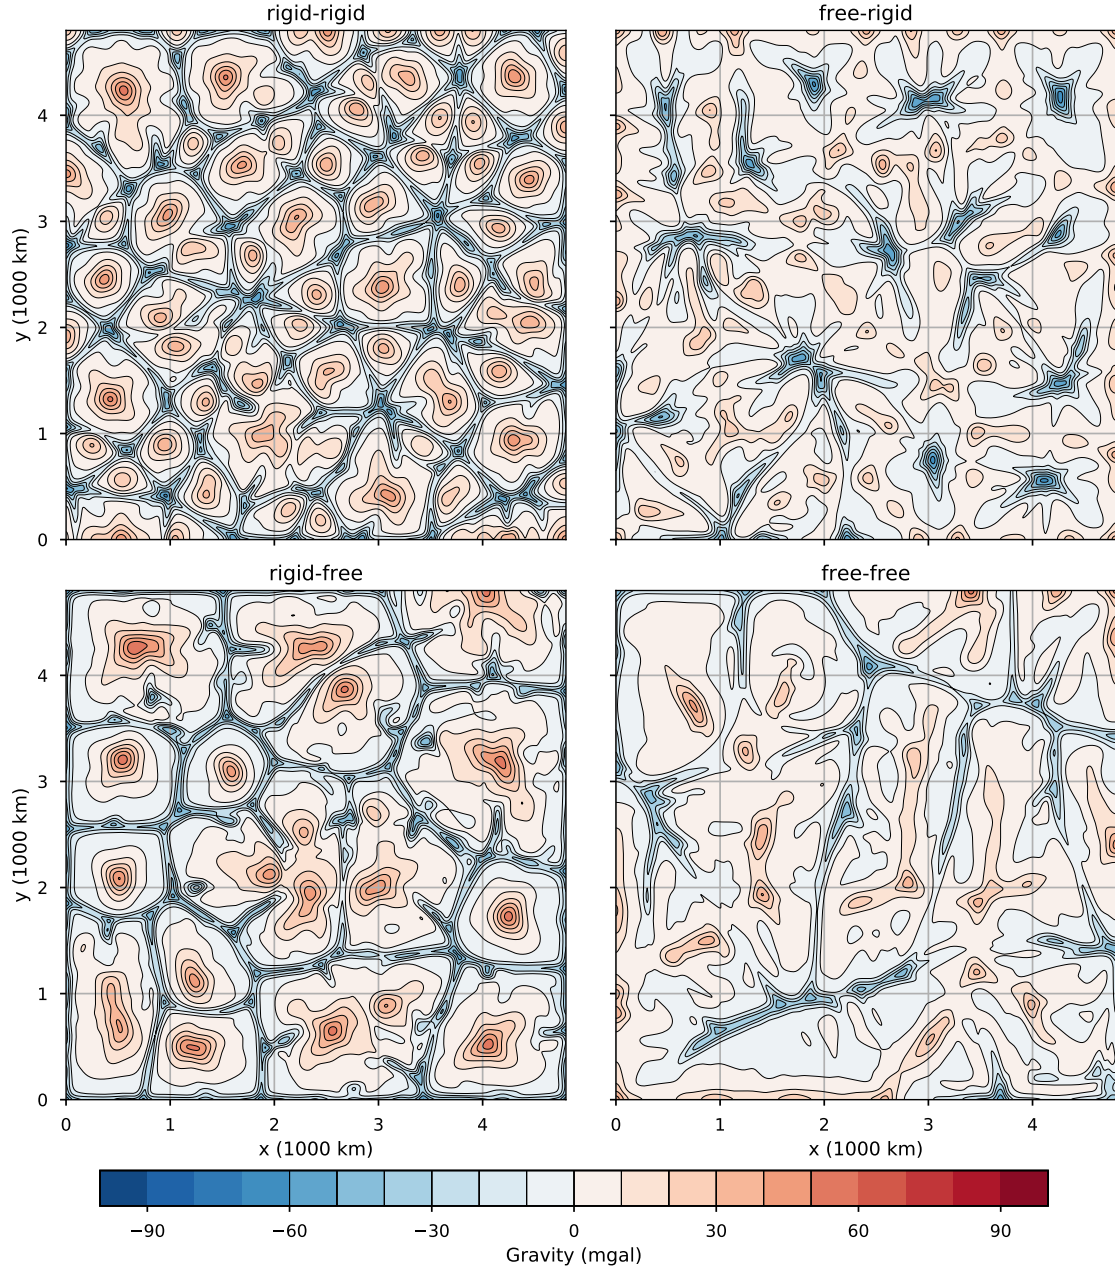 rigid-rigid
free-rigid
4
3
2
1
0
y (1000 km)
4
3
2
1
0
y (1000 km)
rigid-free
free-free
0 1 2 3 4
0 1 2 3 4
x (1000 km)
x (1000 km)
−90 −60 −30 0 30 60 90
Gravity (mgal)